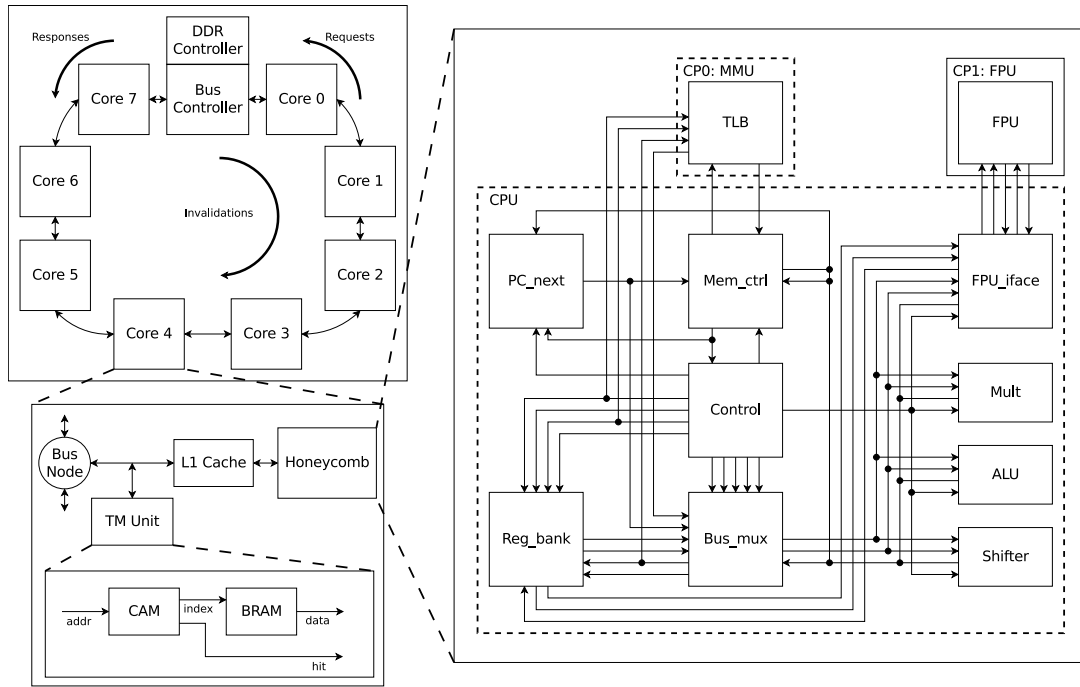 Responses
DDR
Controller
Requests
Core 7
Bus
Controller
Core 0
Core 6
Core 1
Invalidations
Core 5
Core 2
Core 4
Core 3
Bus
Node
L1 Cache
Honeycomb
TM Unit
addr
CAM
index
BRAM
data
hit
CP0: MMU
TLB
CP1: FPU
FPU
CPU
PC_next
Mem_ctrl
FPU_iface
Control
Mult
ALU
Reg_bank
Bus_mux
Shifter